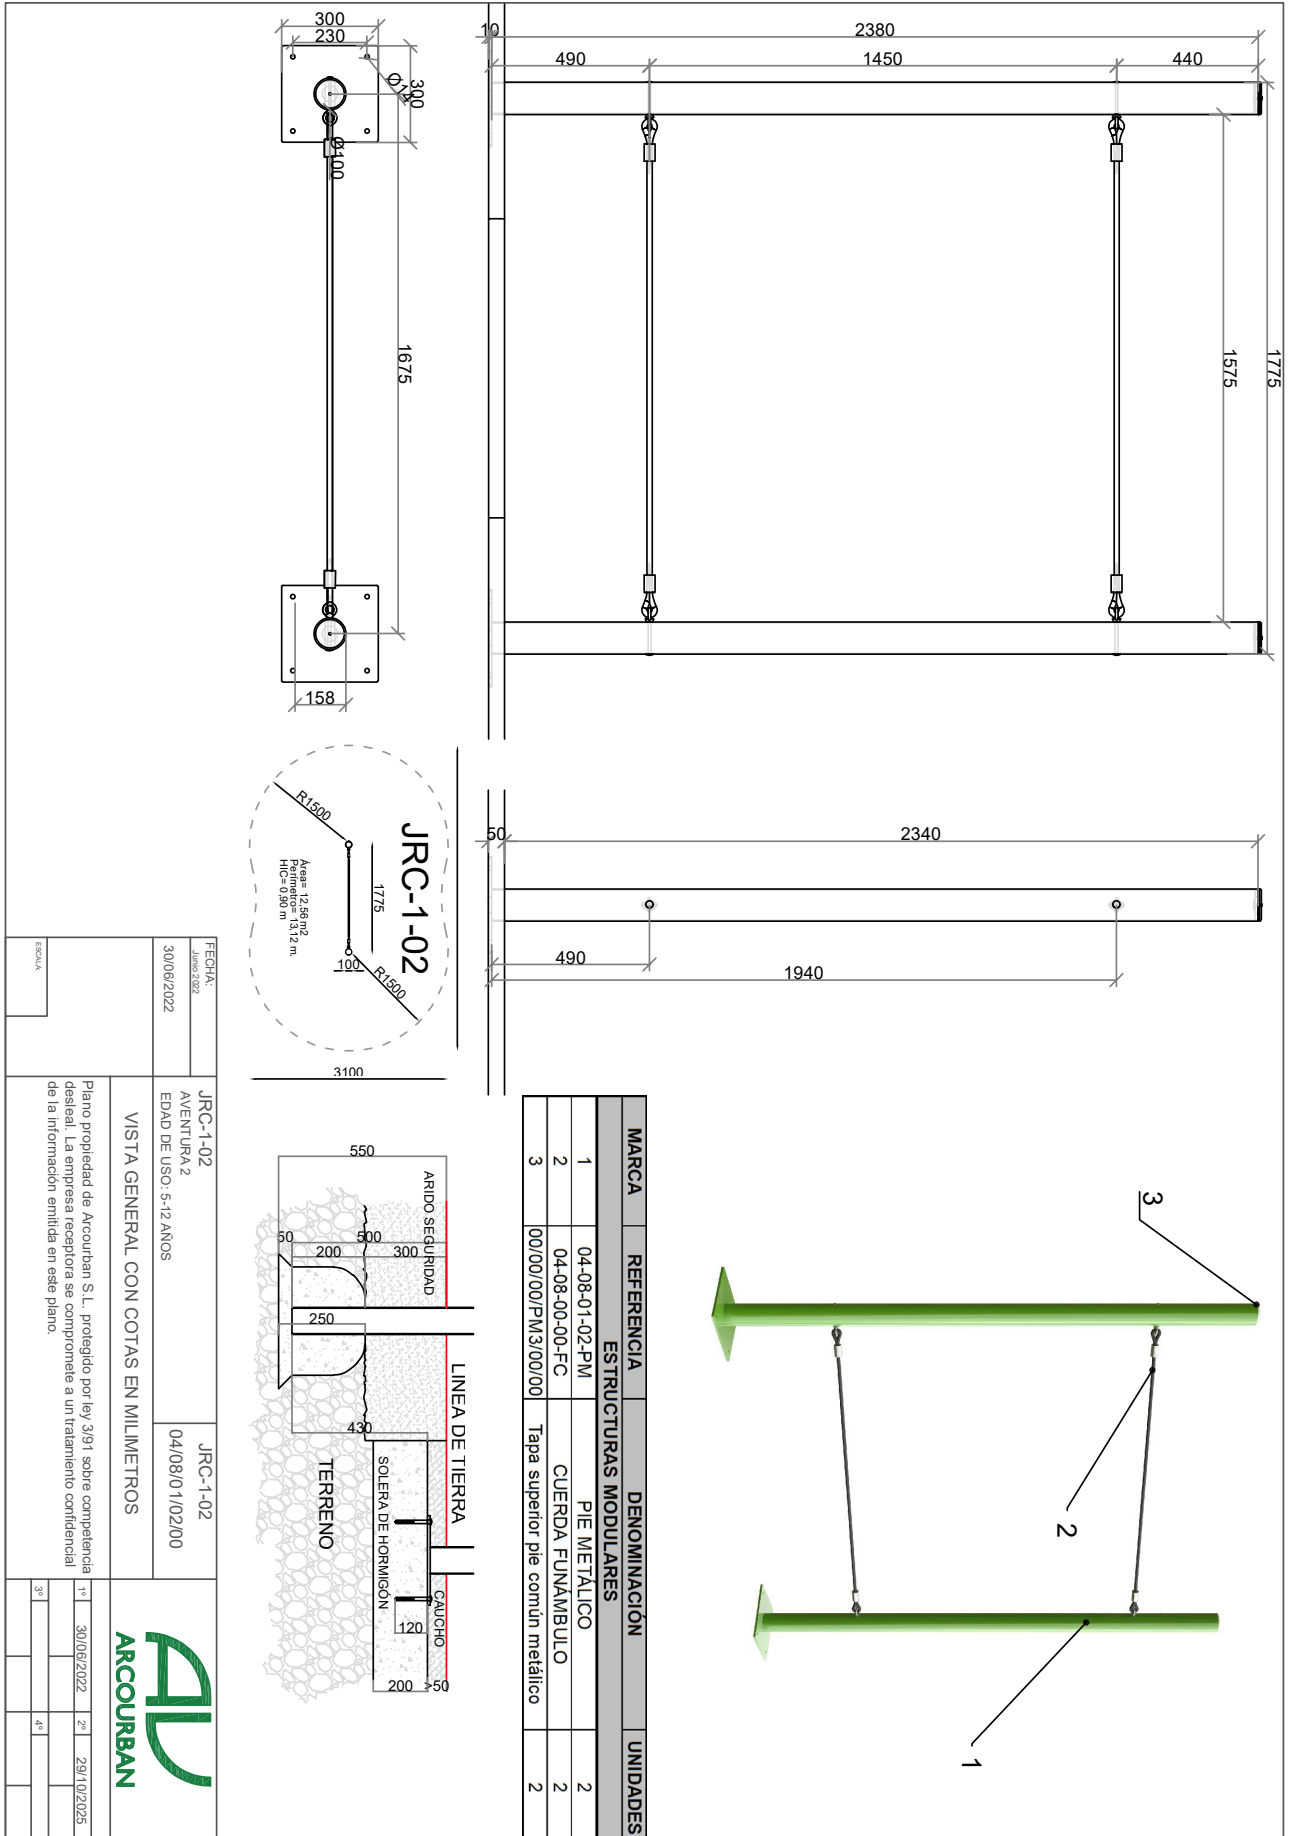 300
230
Ø14
300
Ø100
1675
158
10
2380
490
1450
440
1575
1775
50
2340
490
1940
JRC-1-02
R1500
1775
R1500
100
Área= 12,56 m2
Perímetro= 13,12 m.
HIC= 0,90 m
3100
3
2
1
MARCA REFERENCIA DENOMINACIÓN UNIDADES
ESTRUCTURAS MODULARES
1 04-08-01-02-PM PIE METÁLICO 2
2 04-08-00-00-FC CUERDA FUNÁMBULO 2
3 00/00/00/PM3/00/00 Tapa superior pie común metálico 2
550
ARIDO SEGURIDAD
50
500
200
300
250
430
LINEA DE TIERRA
TERRENO
SOLERA DE HORMIGÓN
CAUCHO
120
200
>50
FECHA:
Junio 2022
30/06/2022
ESCALA:
JRC-1-02
AVENTURA 2
EDAD DE USO: 5-12 AÑOS
JRC-1-02
04/08/01/02/00
VISTA GENERAL CON COTAS EN MILIMETROS
Plano propiedad de Arcourban S.L. protegido por ley 3/91 sobre competencia
desleal. La empresa receptora se compromete a un tratamiento confidencial
de la información emitida en este plano.
ARCOURBAN
1º 30/06/2022 2º 29/10/2025
3º 4º